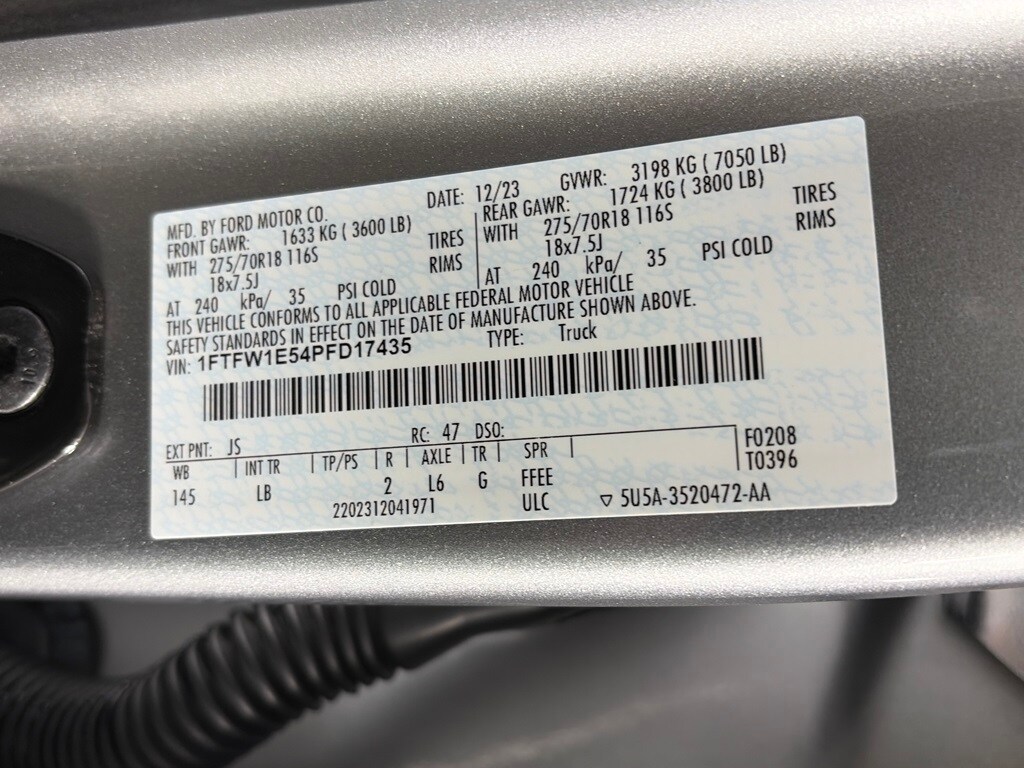 MFD. BY FORD MOTOR CO. DATE: 12/23 GVWR: 3198 KG ( 7050 LB)
FRONT GAWR: 1633 KG ( 3600 LB) REAR GAWR: 1724 KG ( 3800 LB)
WITH 275/70R18 116S TIRES WITH 275/70R18 116S TIRES
18x7.5J RIMS 18x7.5J RIMS
AT 240 kPa/ 35 PSI COLD AT 240 kPa/ 35 PSI COLD
THIS VEHICLE CONFORMS TO ALL APPLICABLE FEDERAL MOTOR VEHICLE
SAFETY STANDARDS IN EFFECT ON THE DATE OF MANUFACTURE SHOWN ABOVE.
VIN: 1FTFW1E54PFD17435 TYPE: Truck
EXT PNT: JS RC: 47 DSO: F0208
WB INT TR TP/PS R AXLE TR SPR T0396
145 LB 2 L6 G FFEE
2202312041971 ULC ▽ 5U5A-3520472-AA